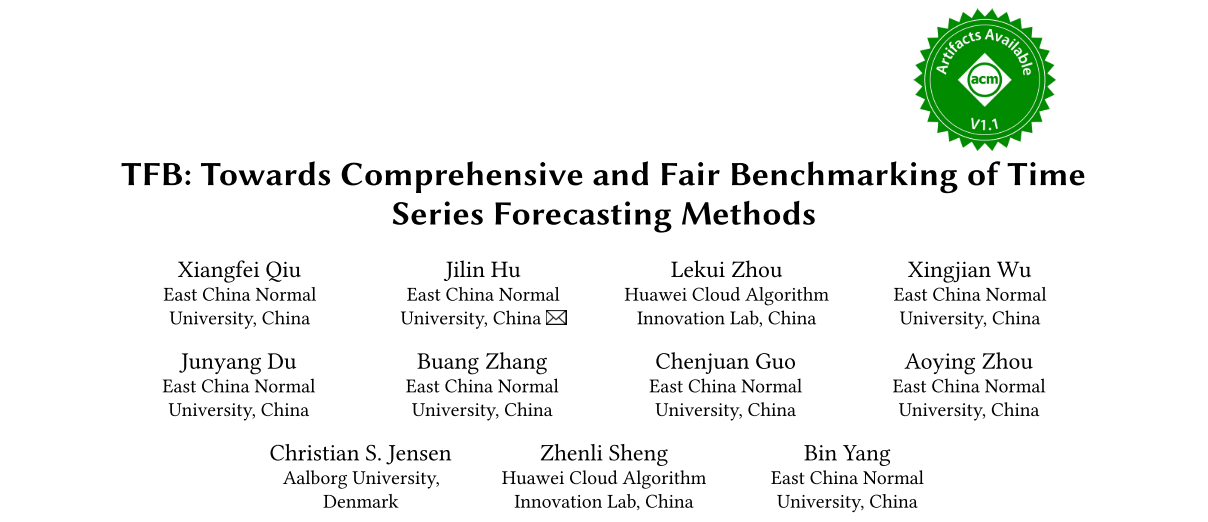 Artifacts Available
acm
V1.1
TFB: Towards Comprehensive and Fair Benchmarking of Time
Series Forecasting Methods
Xiangfei Qiu
East China Normal
University, China
Jilin Hu
East China Normal
University, China
Lekui Zhou
Huawei Cloud Algorithm
Innovation Lab, China
Xingjian Wu
East China Normal
University, China
Junyang Du
East China Normal
University, China
Buang Zhang
East China Normal
University, China
Chenjuan Guo
East China Normal
University, China
Aoying Zhou
East China Normal
University, China
Christian S. Jensen
Aalborg University,
Denmark
Zhenli Sheng
Huawei Cloud Algorithm
Innovation Lab, China
Bin Yang
East China Normal
University, China